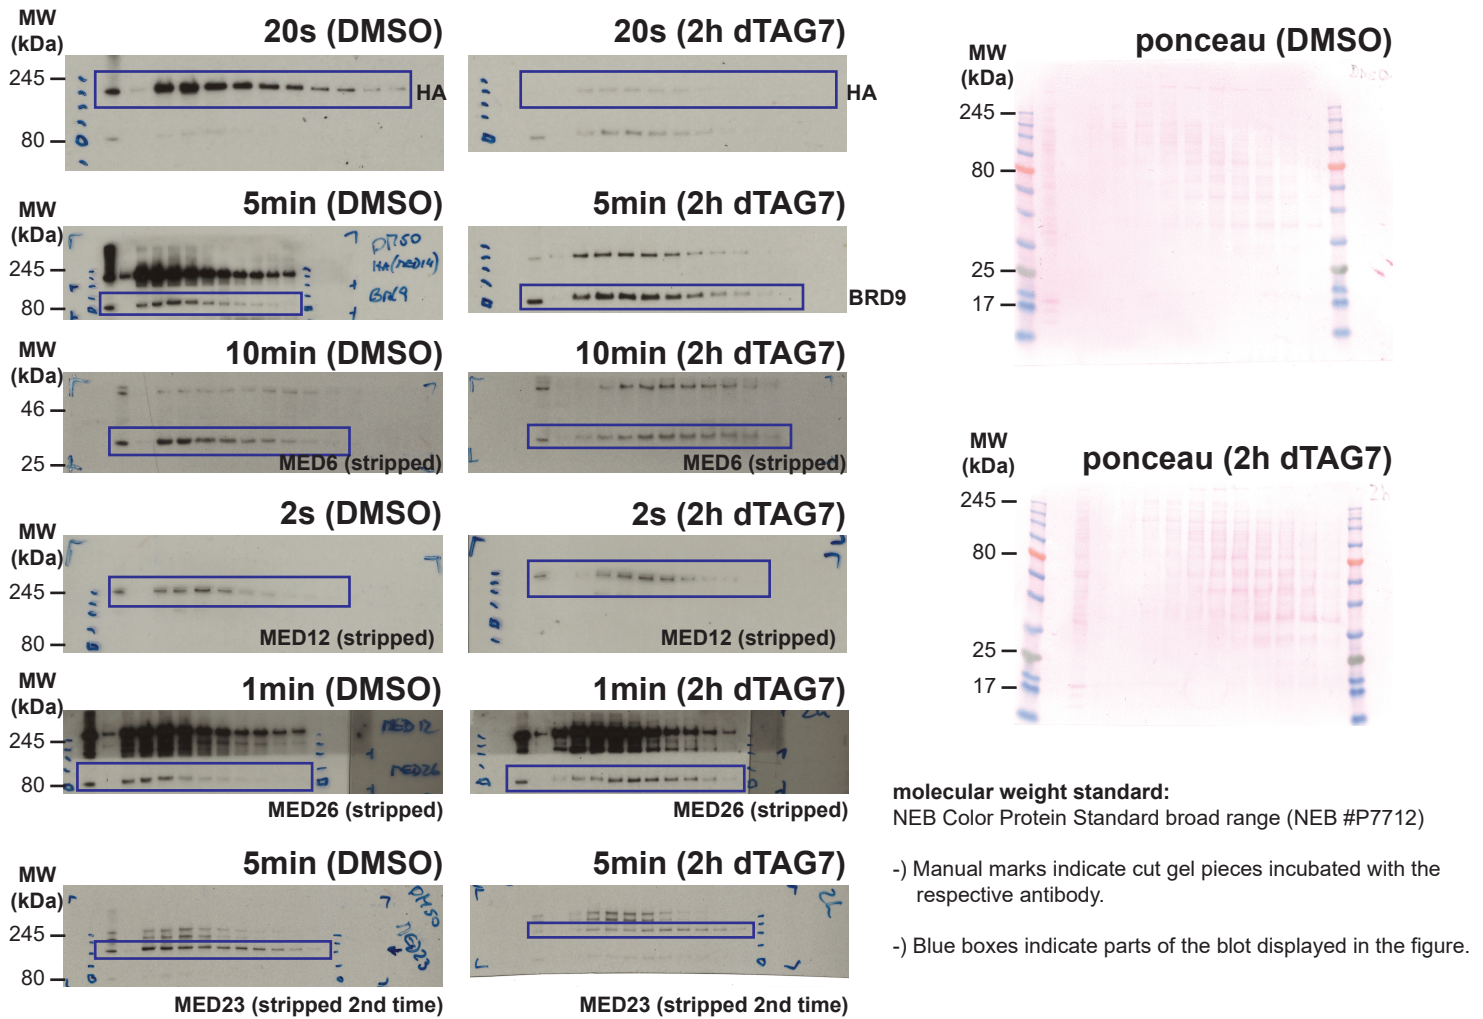 MW
(kDa)
20s (DMSO)
245
80
HA
20s (2h dTAG7)
HA
MW
(kDa)
5min (DMSO)
245
80
DMSO
HA (MED14)
BRD9
5min (2h dTAG7)
BRD9
MW
(kDa)
10min (DMSO)
46
25
MED6 (stripped)
10min (2h dTAG7)
MED6 (stripped)
MW
(kDa)
2s (DMSO)
245
80
MED12 (stripped)
2s (2h dTAG7)
MED12 (stripped)
MW
(kDa)
1min (DMSO)
245
80
MED12
MED26
MED26 (stripped)
1min (2h dTAG7)
2h
MED26 (stripped)
MW
(kDa)
5min (DMSO)
245
80
DMSO
MED23
MED23 (stripped 2nd time)
5min (2h dTAG7)
2h
MED23 (stripped 2nd time)
MW
(kDa)
ponceau (DMSO)
245
80
25
17
MW
(kDa)
ponceau (2h dTAG7)
2h
245
80
25
17
molecular weight standard:
NEB Color Protein Standard broad range (NEB #P7712)
-) Manual marks indicate cut gel pieces incubated with the
respective antibody.
-) Blue boxes indicate parts of the blot displayed in the figure.